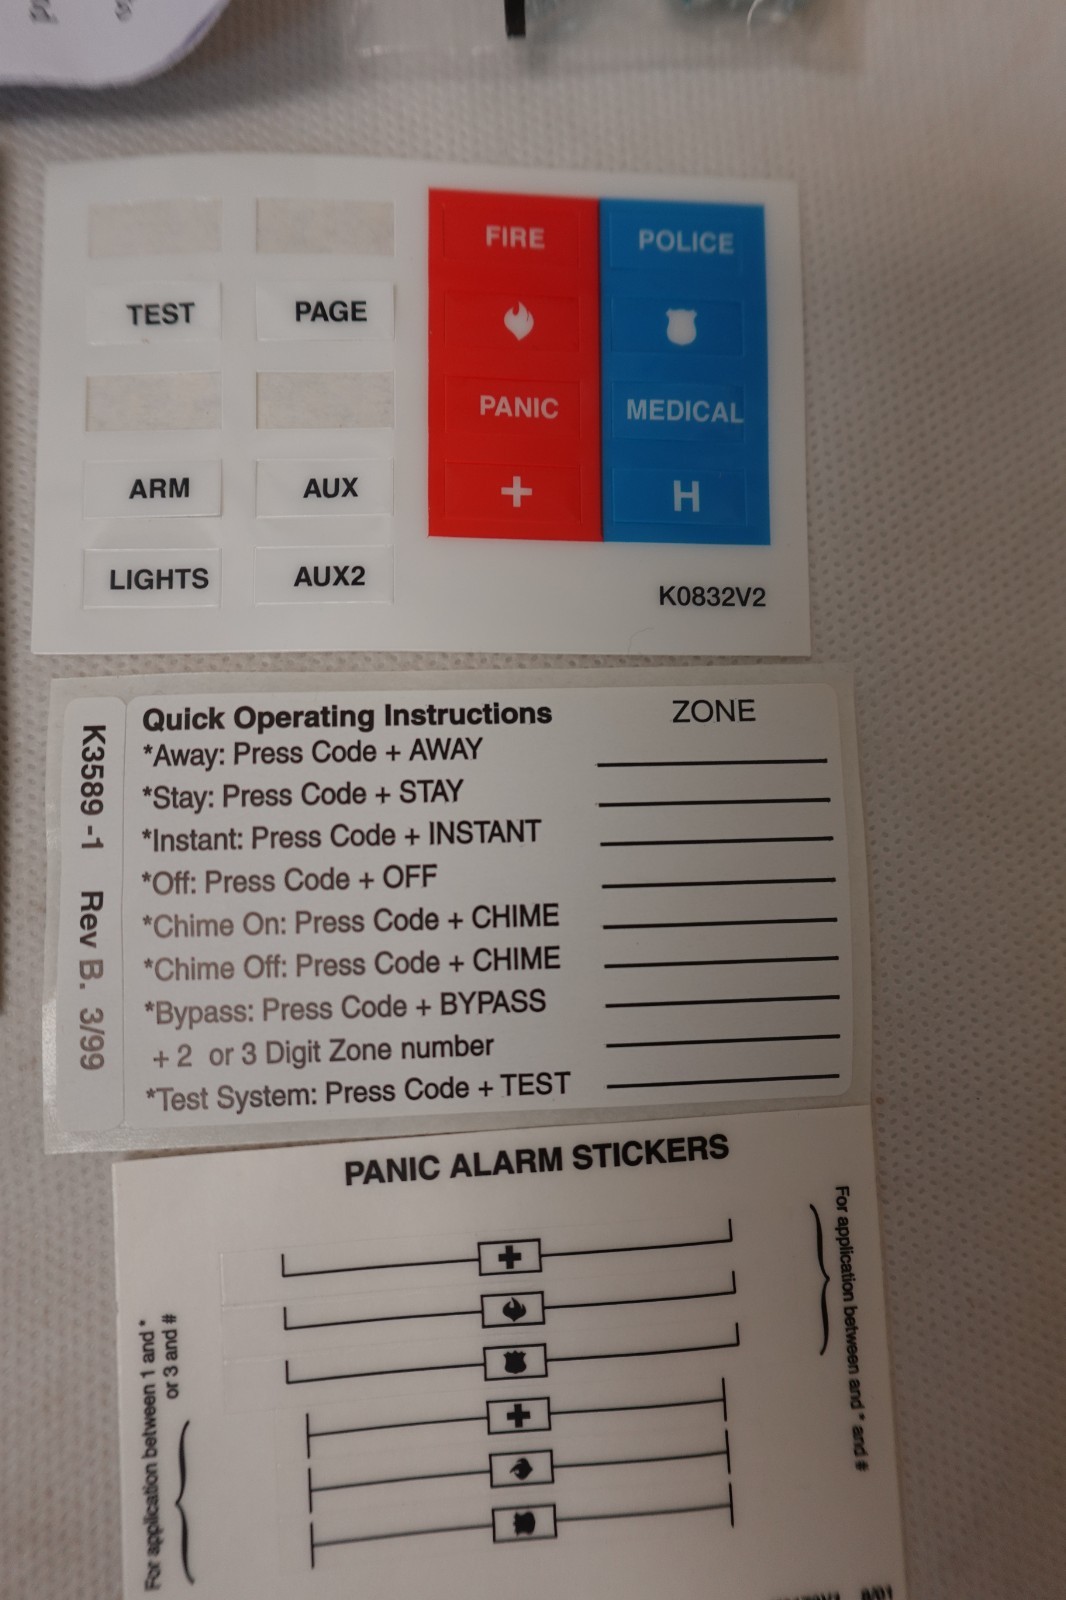 TEST PAGE
ARM AUX
LIGHTS AUX2
FIRE POLICE
PANIC MEDICAL
H
K0832V2
K3589 -1 Rev B. 3/99
Quick Operating Instructions
ZONE
*Away: Press Code + AWAY
*Stay: Press Code + STAY
*Instant: Press Code + INSTANT
*Off: Press Code + OFF
*Chime On: Press Code + CHIME
*Chime Off: Press Code + CHIME
*Bypass: Press Code + BYPASS
+ 2 or 3 Digit Zone number
*Test System: Press Code + TEST
PANIC ALARM STICKERS
For application between and * and #
For application between 1 and *
or 3 and #